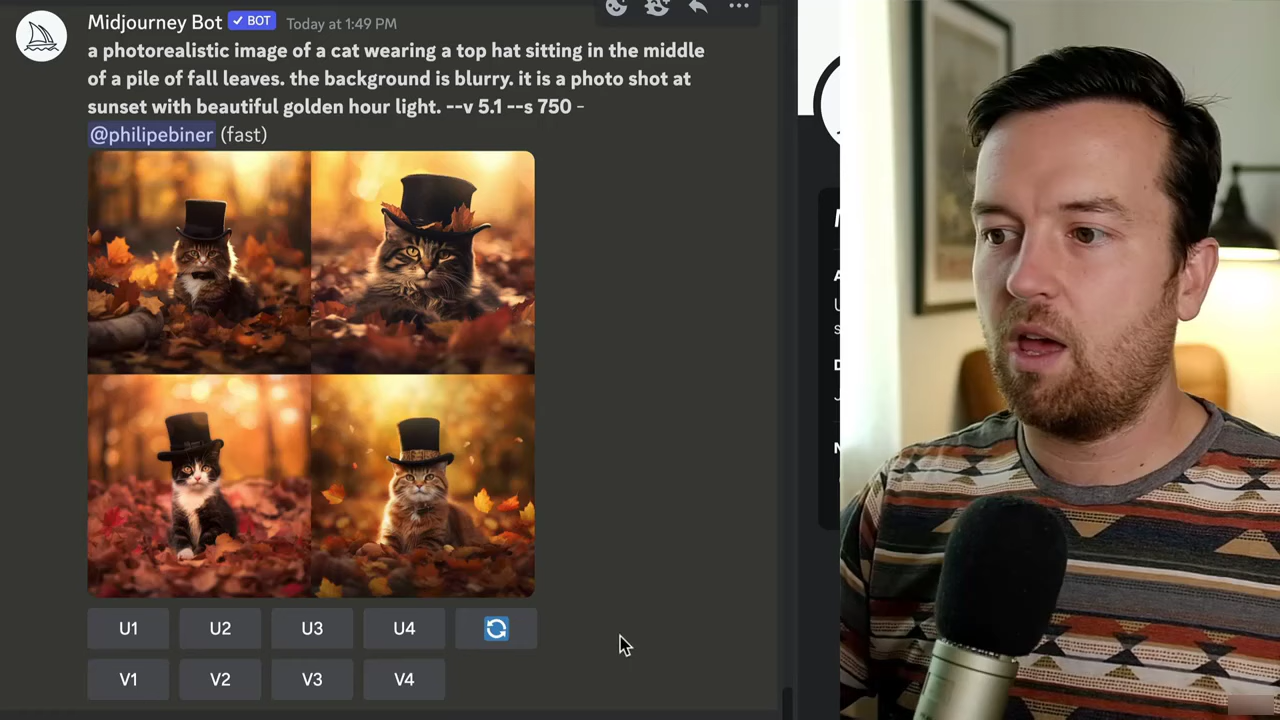 Midjourney Bot ✓ BOT Today at 1:49 PM
a photorealistic image of a cat wearing a top hat sitting in the middle
of a pile of fall leaves. the background is blurry. it is a photo shot at
sunset with beautiful golden hour light. --v 5.1 --s 750 -
@philipebiner (fast)
U1 U2 U3 U4
V1 V2 V3 V4